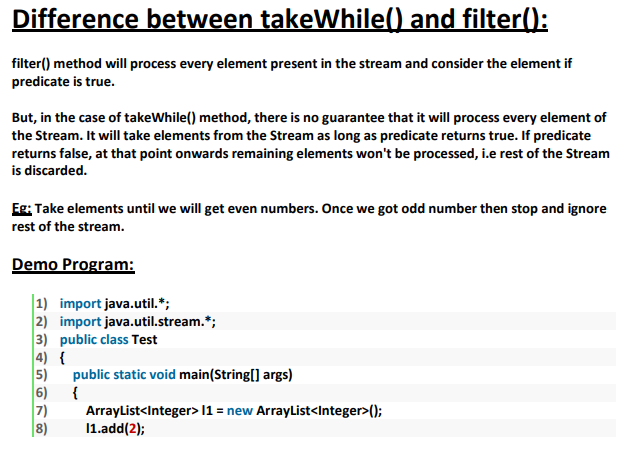 Difference between takeWhile() and filter():
filter() method will process every element present in the stream and consider the element if
predicate is true.
But, in the case of takeWhile() method, there is no guarantee that it will process every element of
the Stream. It will take elements from the Stream as long as predicate returns true. If predicate
returns false, at that point onwards remaining elements won't be processed, i.e rest of the Stream
is discarded.
Eg: Take elements until we will get even numbers. Once we got odd number then stop and ignore
rest of the stream.
Demo Program:
1) import java.util.*;
2) import java.util.stream.*;
3) public class Test
4) {
5) public static void main(String[] args)
6) {
7) ArrayList<Integer> l1 = new ArrayList<Integer>();
8) l1.add(2);